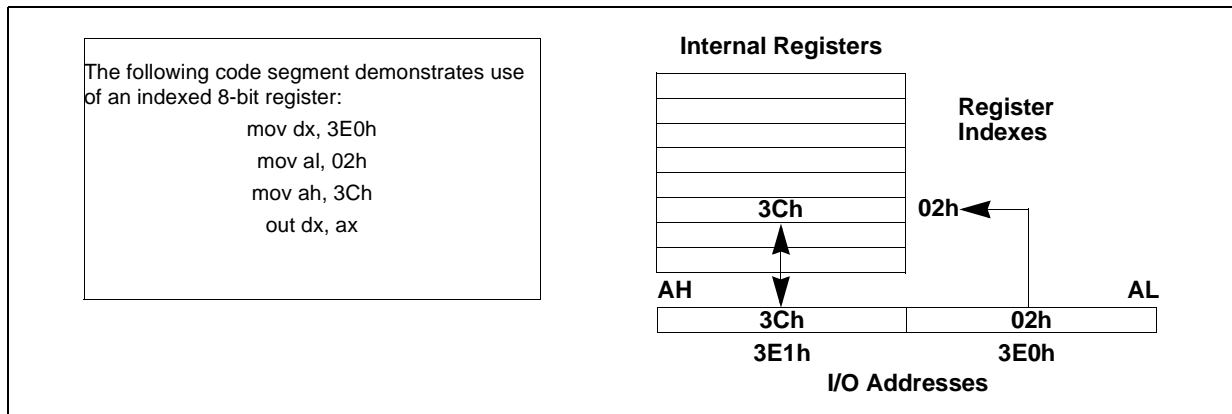 The following code segment demonstrates use
of an indexed 8-bit register:
mov dx, 3E0h
mov al, 02h
mov ah, 3Ch
out dx, ax
Internal Registers
Register
Indexes
3Ch
02h
AH
AL
3Ch
02h
3E1h
3E0h
I/O Addresses